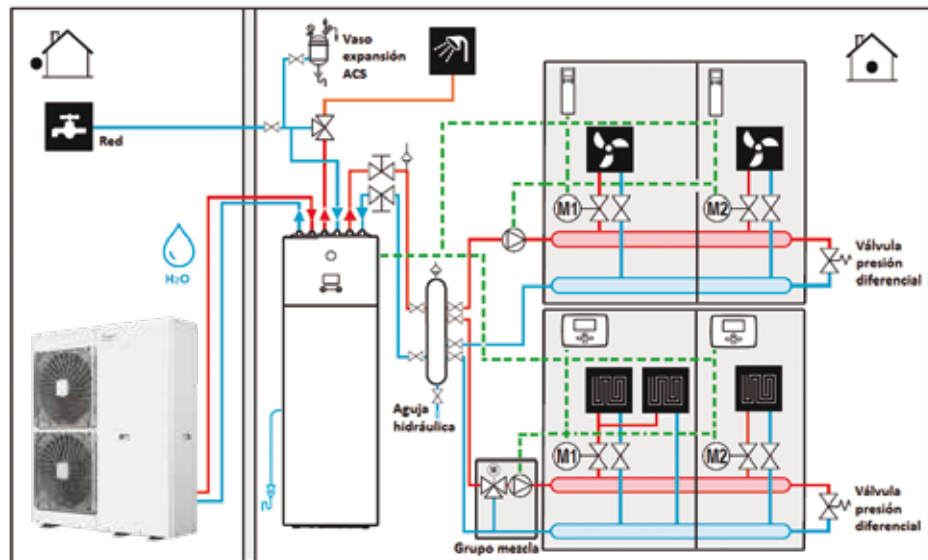 Vaso
expansión
ACS
Red
H₂O
M1
M2
Válvula
presión
diferencial
Aguja
hidráulica
M1
M2
Grupo mezcla
Válvula
presión
diferencial